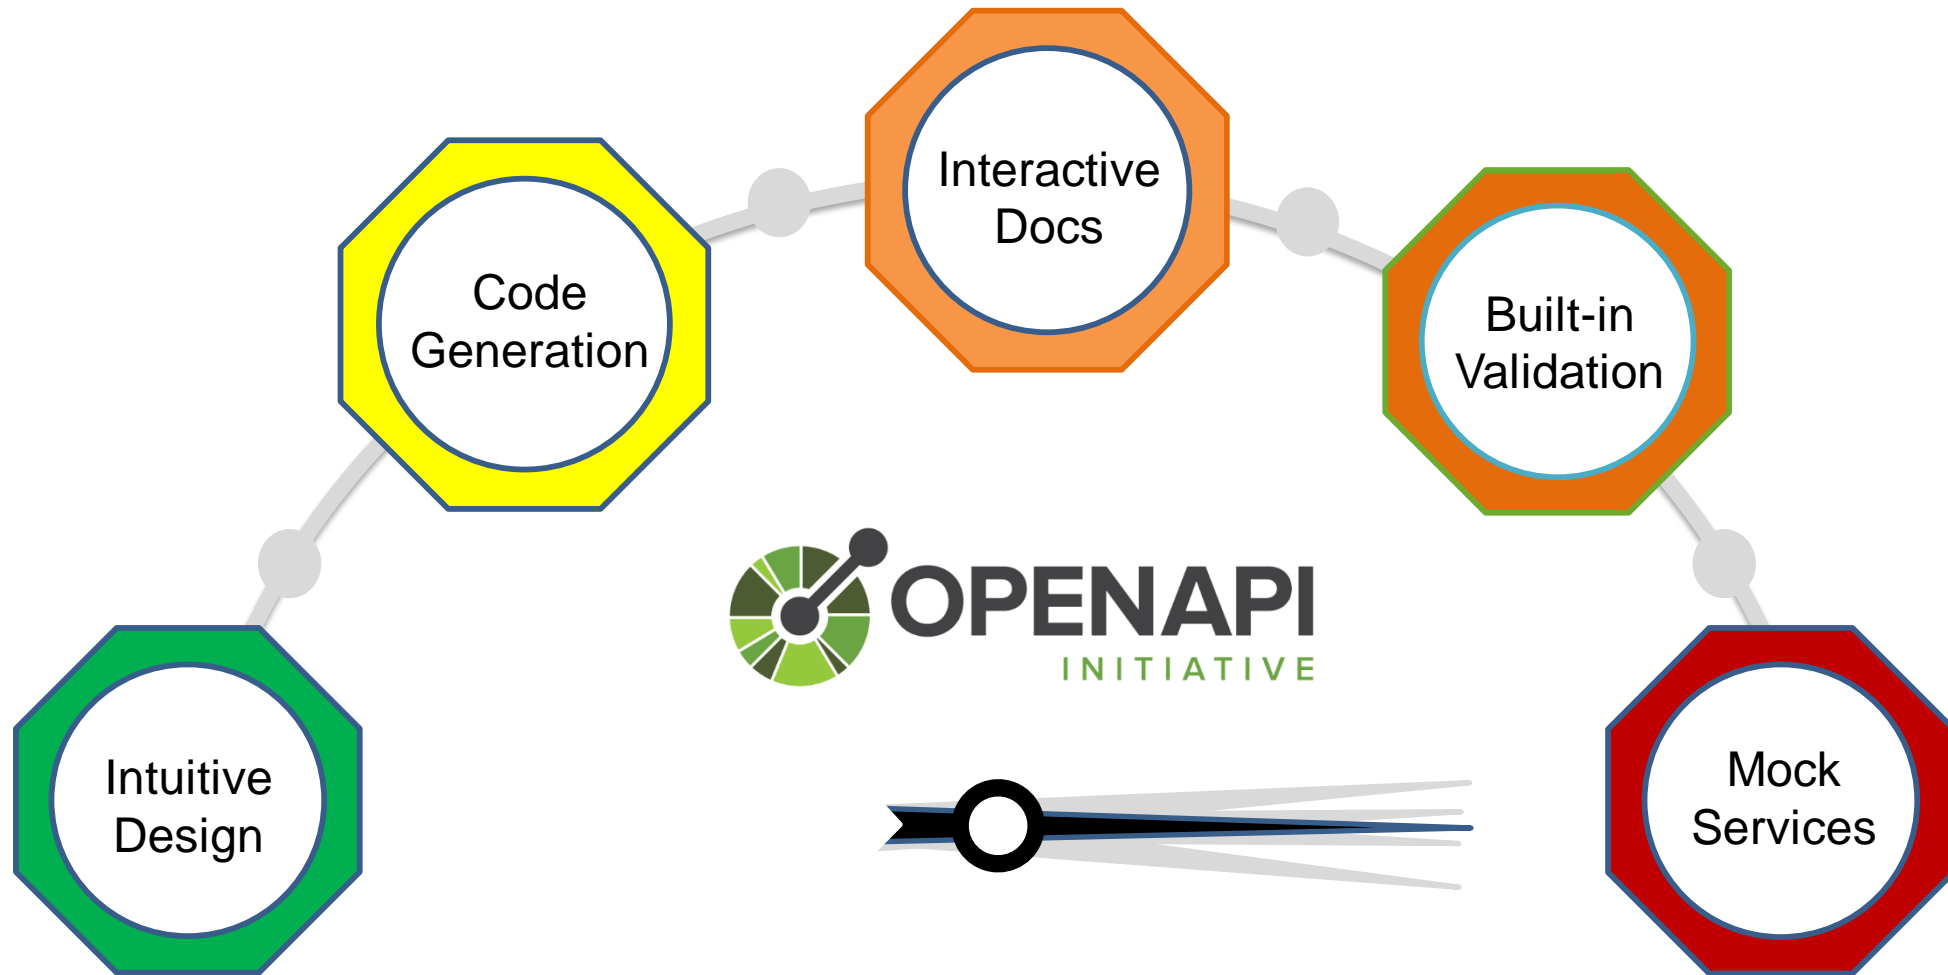 Intuitive
Design
Code
Generation
Interactive
Docs
Built-in
Validation
Mock
Services
OPENAPI
INITIATIVE